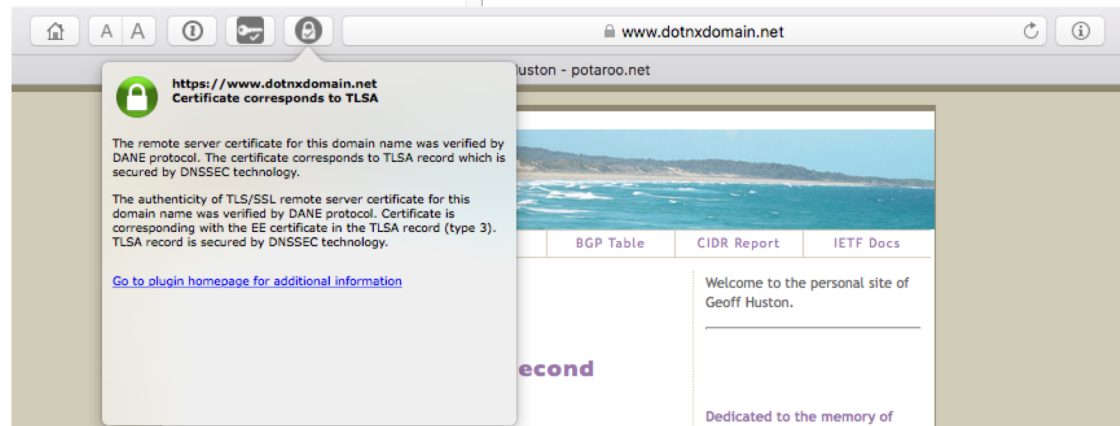 A A
www.dotnxdomain.net
uston - potaroo.net
https://www.dotnxdomain.net
Certificate corresponds to TLSA
The remote server certificate for this domain name was verified by
DANE protocol. The certificate corresponds to TLSA record which is
secured by DNSSEC technology.
The authenticity of TLS/SSL remote server certificate for this
domain name was verified by DANE protocol. Certificate is
corresponding with the EE certificate in the TLSA record (type 3).
TLSA record is secured by DNSSEC technology.
Go to plugin homepage for additional information
BGP Table CIDR Report IETF Docs
Welcome to the personal site of
Geoff Huston.
econd
Dedicated to the memory of